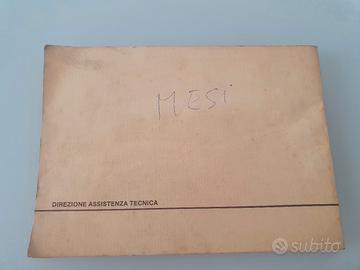 MESi
DIREZIONE ASSISTENZA TECNICA
subito